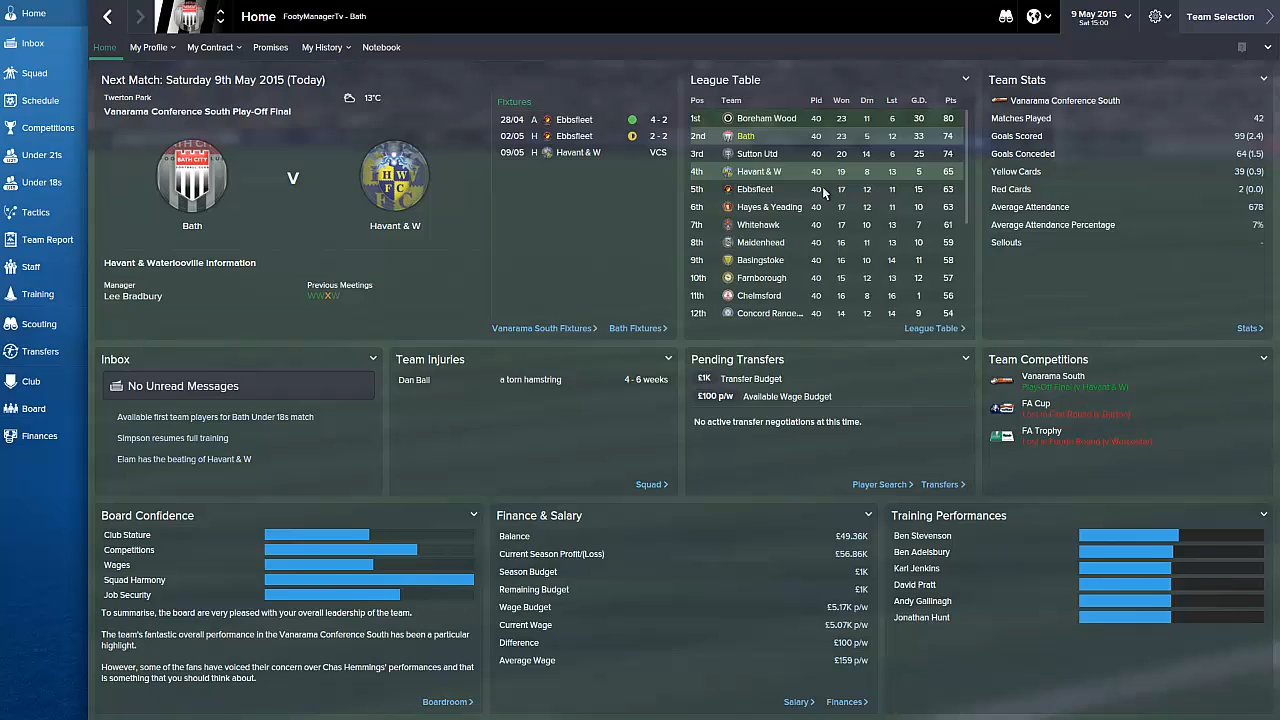 Home
Inbox
Squad
Schedule
Competitions
Under 21s
Under 18s
Tactics
Team Report
Staff
Training
Scouting
Transfers
Club
Board
Finances
Home FootyManagerTv - Bath
9 May 2015
Sat 15:00
Team Selection
Home My Profile My Contract Promises My History Notebook
Next Match: Saturday 9th May 2015 (Today)
Twerton Park 13°C
Vanarama Conference South Play-Off Final
BATH CITY
V
H W
F C
Bath Havant & W
Havant & Waterlooville Information
Manager
Lee Bradbury
Previous Meetings
WWXW
Fixtures
28/04 A Ebbsfleet 4 - 2
02/05 H Ebbsfleet 2 - 2
09/05 H Havant & W VCS
Vanarama South Fixtures> Bath Fixtures>
League Table
Pos Team Pld Won Drn Lst G.D. Pts
1st Boreham Wood 40 23 11 6 30 80
2nd Bath 40 23 5 12 33 74
3rd Sutton Utd 40 20 14 6 25 74
4th Havant & W 40 19 8 13 5 65
5th Ebbsfleet 40 17 12 11 15 63
6th Hayes & Yeading 40 17 12 11 10 63
7th Whitehawk 40 17 10 13 7 61
8th Maidenhead 40 16 11 13 10 59
9th Basingstoke 40 16 10 14 11 58
10th Farnborough 40 15 12 13 12 57
11th Chelmsford 40 16 8 16 1 56
12th Concord Range... 40 14 12 14 9 54
League Table >
Team Stats
Vanarama Conference South
Matches Played 42
Goals Scored 99 (2.4)
Goals Conceded 64 (1.5)
Yellow Cards 39 (0.9)
Red Cards 2 (0.0)
Average Attendance 678
Average Attendance Percentage 7%
Sellouts -
Stats >
Inbox
No Unread Messages
Available first team players for Bath Under 18s match
Simpson resumes full training
Elam has the beating of Havant & W
Team Injuries
Dan Ball a torn hamstring 4 - 6 weeks
Squad >
Pending Transfers
£1K Transfer Budget
£100 p/w Available Wage Budget
No active transfer negotiations at this time.
Player Search > Transfers >
Team Competitions
Vanarama South
Play-Off Final (v Havant & W)
FA Cup
FA Trophy
Board Confidence
Club Stature
Competitions
Wages
Squad Harmony
Job Security
To summarise, the board are very pleased with your overall leadership of the team.
The team's fantastic overall performance in the Vanarama Conference South has been a particular
highlight.
However, some of the fans have voiced their concern over Chas Hemmings' performances and that
is something that you should think about.
Boardroom >
Finance & Salary
Balance £49.36K
Current Season Profit/(Loss) £56.86K
Season Budget £1K
Remaining Budget £1K
Wage Budget £5.17K p/w
Current Wage £5.07K p/w
Difference £100 p/w
Average Wage £159 p/w
Salary > Finances >
Training Performances
Ben Stevenson
Ben Adelsbury
Karl Jenkins
David Pratt
Andy Gallinagh
Jonathan Hunt